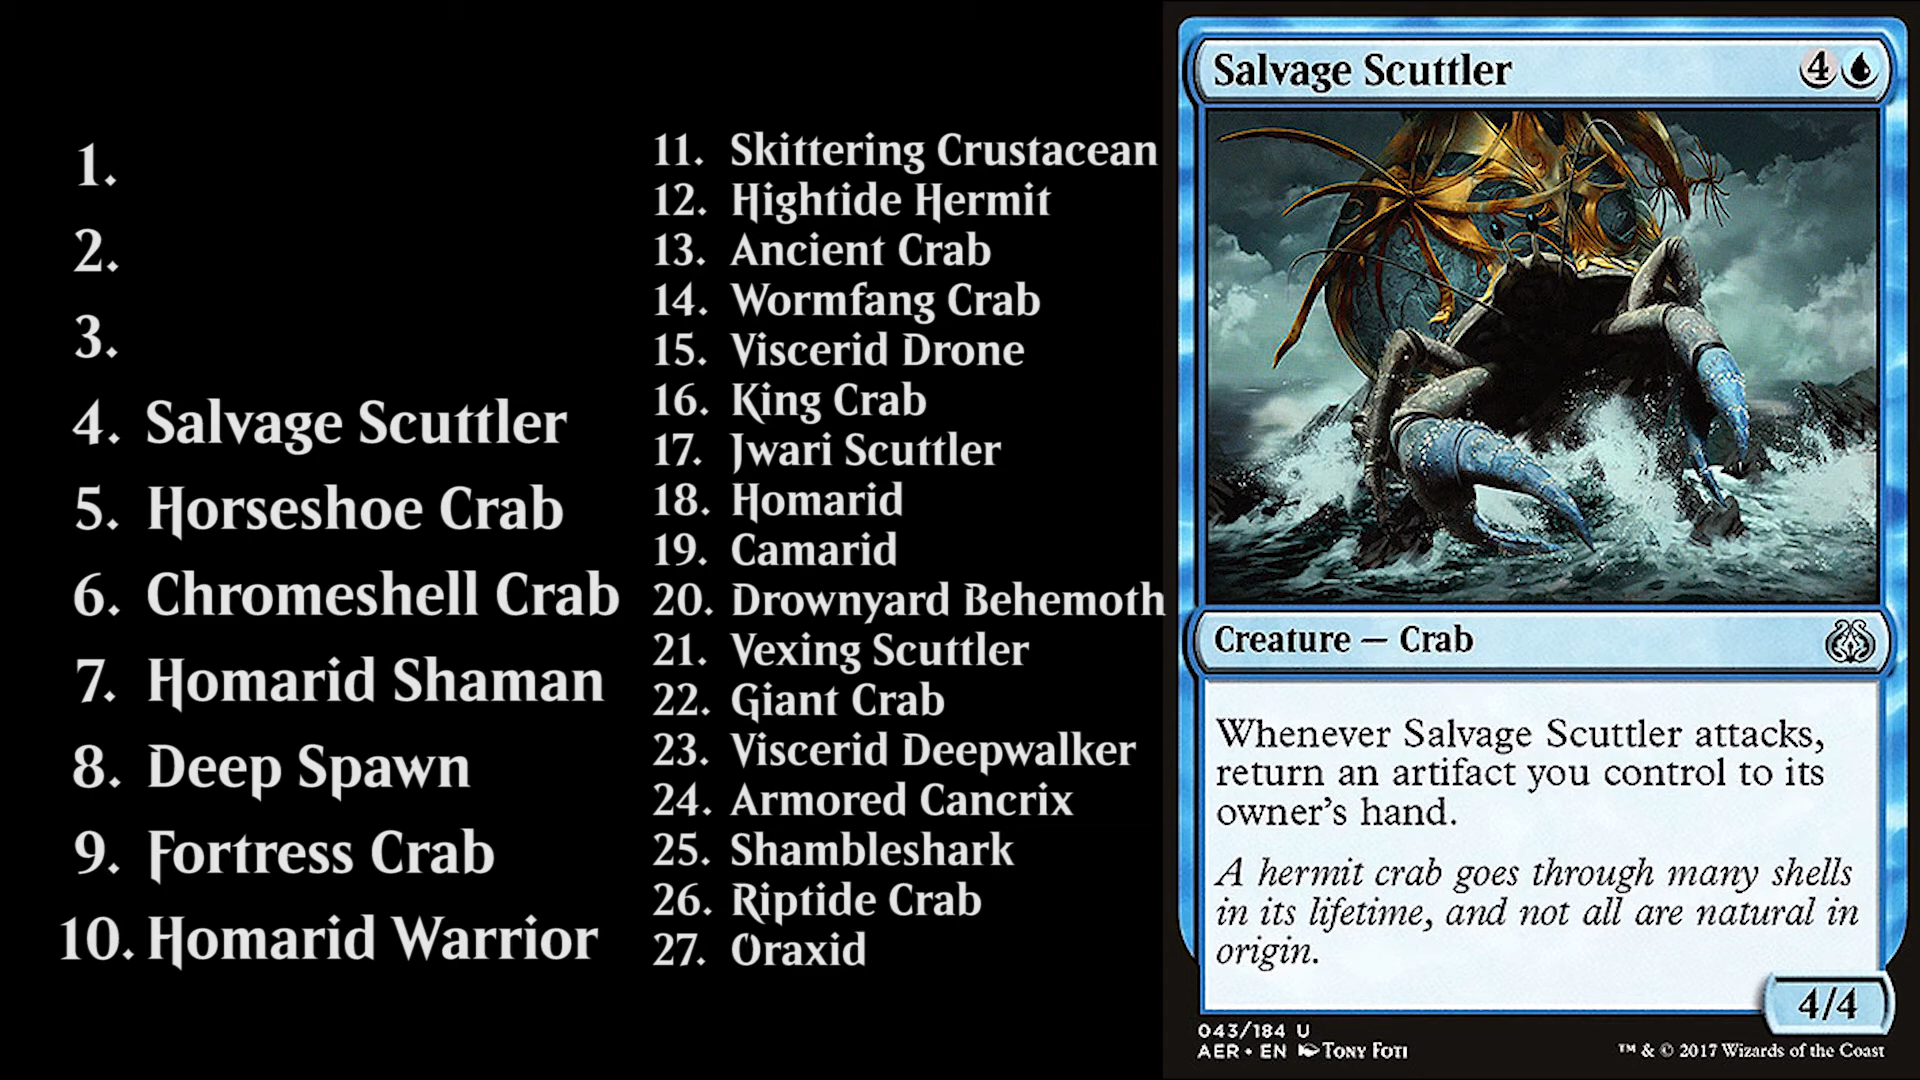 1.
2.
3.
4. Salvage Scuttler
5. Horseshoe Crab
6. Chromeshell Crab
7. Homarid Shaman
8. Deep Spawn
9. Fortress Crab
10. Homarid Warrior
11. Skittering Crustacean
12. Hightide Hermit
13. Ancient Crab
14. Wormfang Crab
15. Viscerid Drone
16. King Crab
17. Jwari Scuttler
18. Homarid
19. Camarid
20. Drownyard Behemoth
21. Vexing Scuttler
22. Giant Crab
23. Viscerid Deepwalker
24. Armored Cancrix
25. Shambleshark
26. Riptide Crab
27. Oraxid
Salvage Scuttler 4
Creature — Crab
Whenever Salvage Scuttler attacks,
return an artifact you control to its
owner's hand.
A hermit crab goes through many shells
in its lifetime, and not all are natural in
origin.
4/4
043/184 U
AER • EN Tony Foti
™ & © 2017 Wizards of the Coast